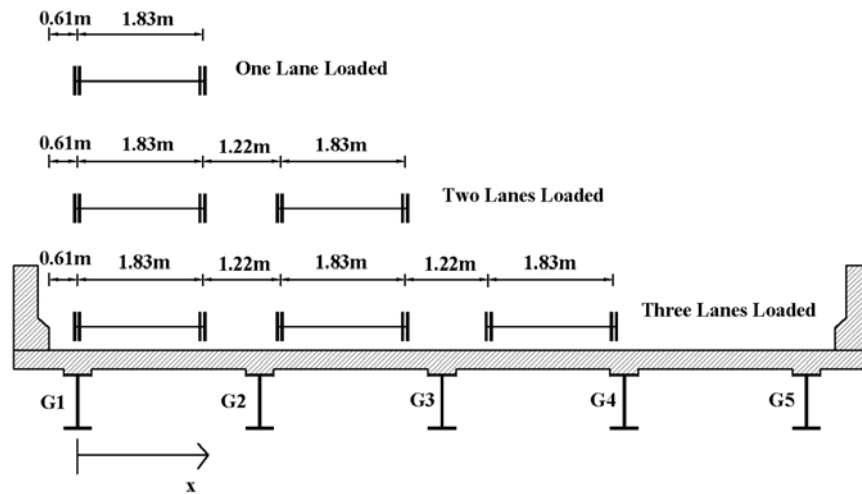 0.61m 1.83m
One Lane Loaded
0.61m 1.83m 1.22m 1.83m
Two Lanes Loaded
0.61m 1.83m 1.22m 1.83m 1.22m 1.83m
Three Lanes Loaded
G1 G2 G3 G4 G5
x